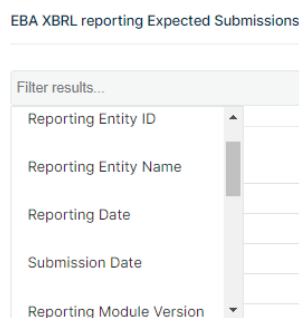 EBA XBRL reporting Expected Submissions
Filter results...
Reporting Entity ID
Reporting Entity Name
Reporting Date
Submission Date
Reporting Module Version